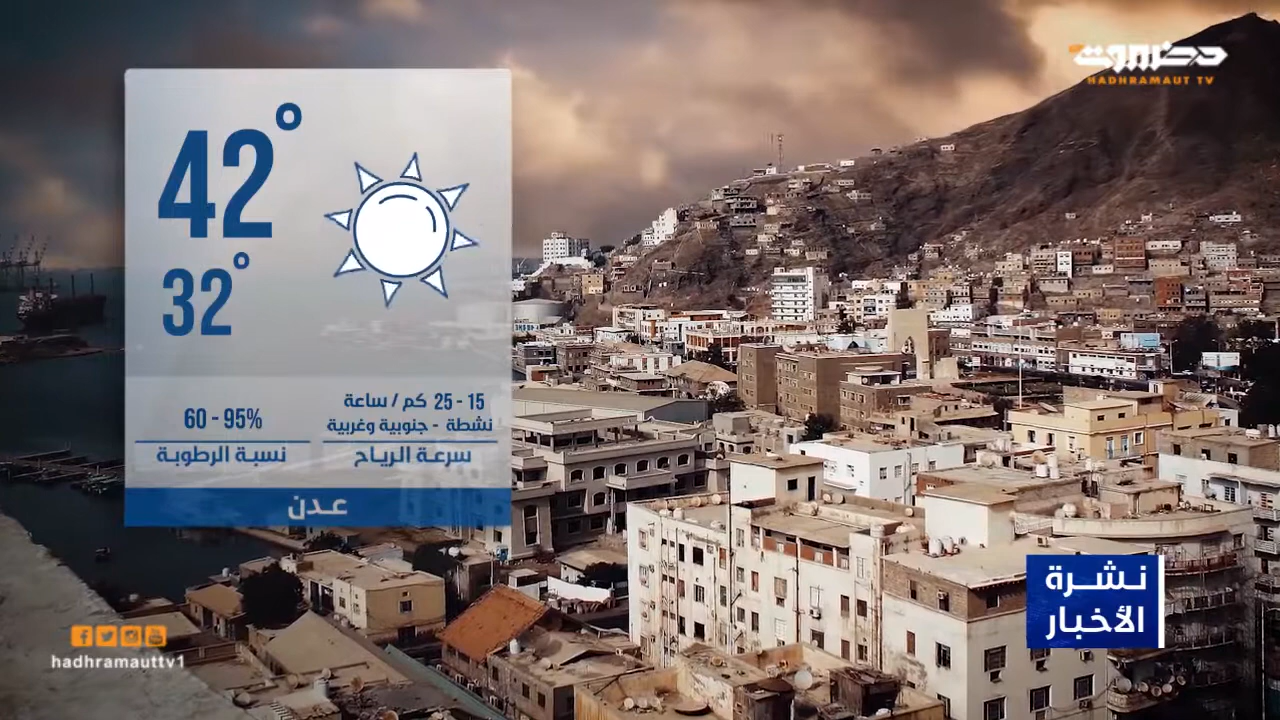 حضرموت
HADHRAMAUT TV
42°
32°
15 - 25 كم / ساعة
نشطة - جنوبية وغربية
سرعة الرياح
60 - 95%
نسبة الرطوبة
عدن
نشرة
الأخبار
hadhramauttv1